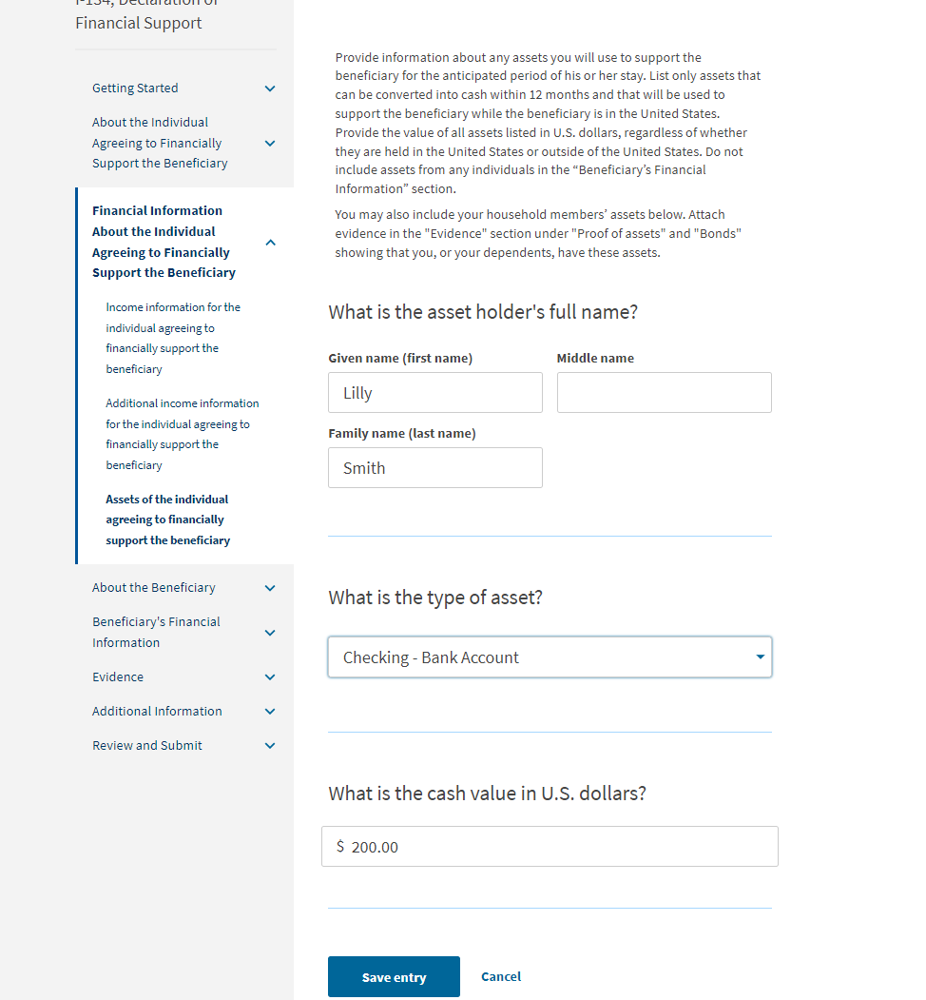 I-134, Declaration of
Financial Support
Getting Started
About the Individual
Agreeing to Financially
Support the Beneficiary
Financial Information
About the Individual
Agreeing to Financially
Support the Beneficiary
Income information for the
individual agreeing to
financially support the
beneficiary
Additional income information
for the individual agreeing to
financially support the
beneficiary
Assets of the individual
agreeing to financially
support the beneficiary
About the Beneficiary
Beneficiary's Financial
Information
Evidence
Additional Information
Review and Submit
Provide information about any assets you will use to support the
beneficiary for the anticipated period of his or her stay. List only assets that
can be converted into cash within 12 months and that will be used to
support the beneficiary while the beneficiary is in the United States.
Provide the value of all assets listed in U.S. dollars, regardless of whether
they are held in the United States or outside of the United States. Do not
include assets from any individuals in the “Beneficiary’s Financial
Information” section.
You may also include your household members’ assets below. Attach
evidence in the "Evidence" section under "Proof of assets" and "Bonds"
showing that you, or your dependents, have these assets.
What is the asset holder's full name?
Given name (first name)
Middle name
Lilly
Family name (last name)
Smith
What is the type of asset?
Checking - Bank Account
What is the cash value in U.S. dollars?
$ 200.00
Save entry
Cancel